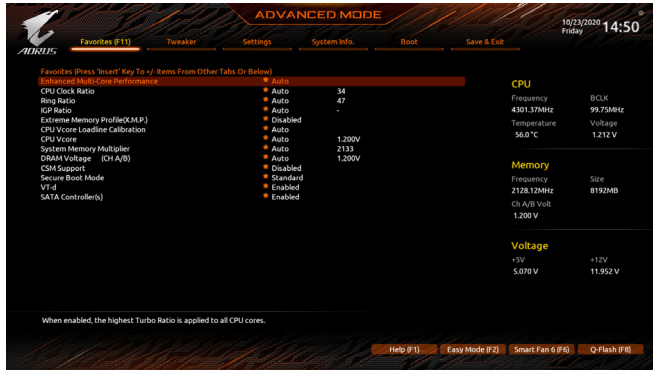 ADVANCED MODE
10/23/2020 Friday 14:50
AORUS
Favorites (F11) Tweaker Settings System Info. Boot Save & Exit
Favorites (Press 'Insert' Key To +/- Items From Other Tabs Or Below)
Enhanced Multi-Core Performance Auto
CPU Clock Ratio Auto 34
Ring Ratio Auto 47
IGP Ratio Auto -
Extreme Memory Profile(X.M.P.) Disabled
CPU Vcore Loadline Calibration Auto
CPU Vcore Auto 1.200V
System Memory Multiplier Auto 2133
DRAM Voltage (CH A/B) Auto 1.200V
CSM Support Disabled
Secure Boot Mode Standard
VT-d Enabled
SATA Controller(s) Enabled
CPU
Frequency BCLK
4301.37MHz 99.75MHz
Temperature Voltage
56.0 °C 1.212 V
Memory
Frequency Size
2128.12MHz 8192MB
Ch A/B Volt
1.200 V
Voltage
+5V +12V
5.070 V 11.952 V
When enabled, the highest Turbo Ratio is applied to all CPU cores.
Help (F1) Easy Mode (F2) Smart Fan 6 (F6) Q-Flash (F8)